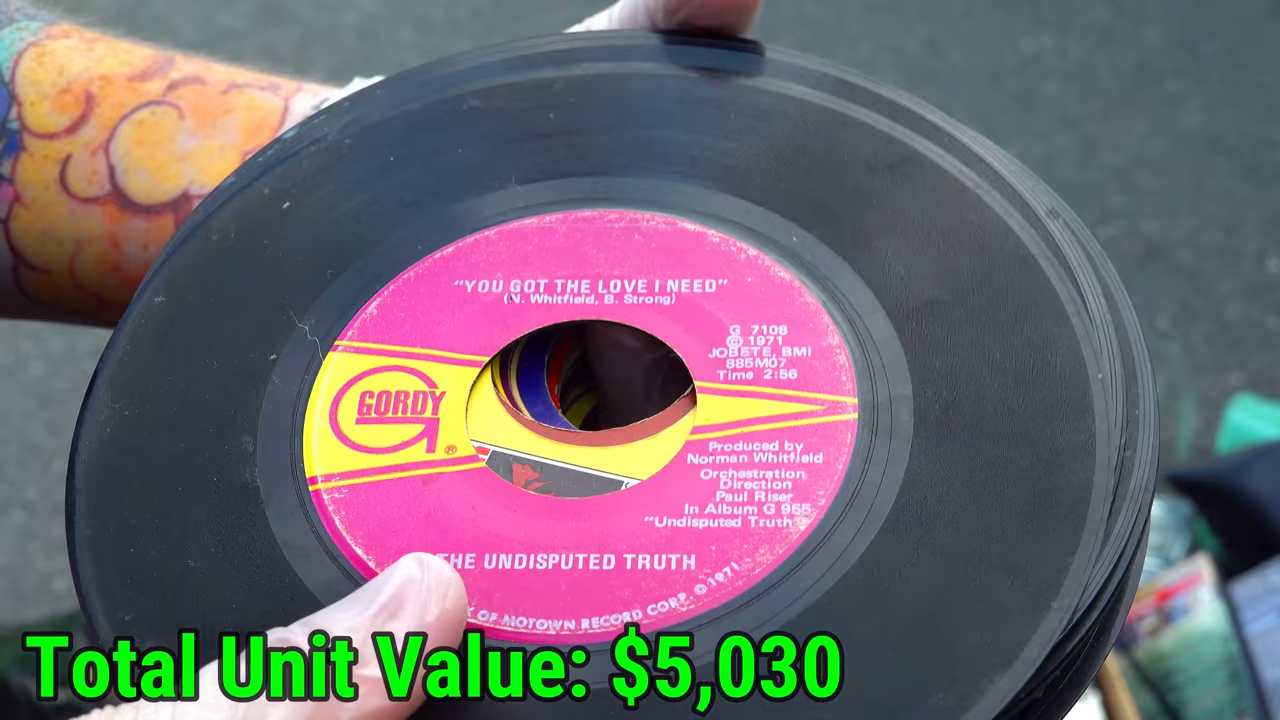 "YOU GOT THE LOVE I NEED"
(N. Whitfield, B. Strong)
G 7108
© 1971
JOBETE, BMI
885M07
Time 2:56
GORDY
®
Produced by
Norman Whitfield
Orchestration
Direction
Paul Riser
In Album G 955
"Undisputed Truth"
THE UNDISPUTED TRUTH
OF MOTOWN RECORD CORP. © 1971
Total Unit Value: $5,030